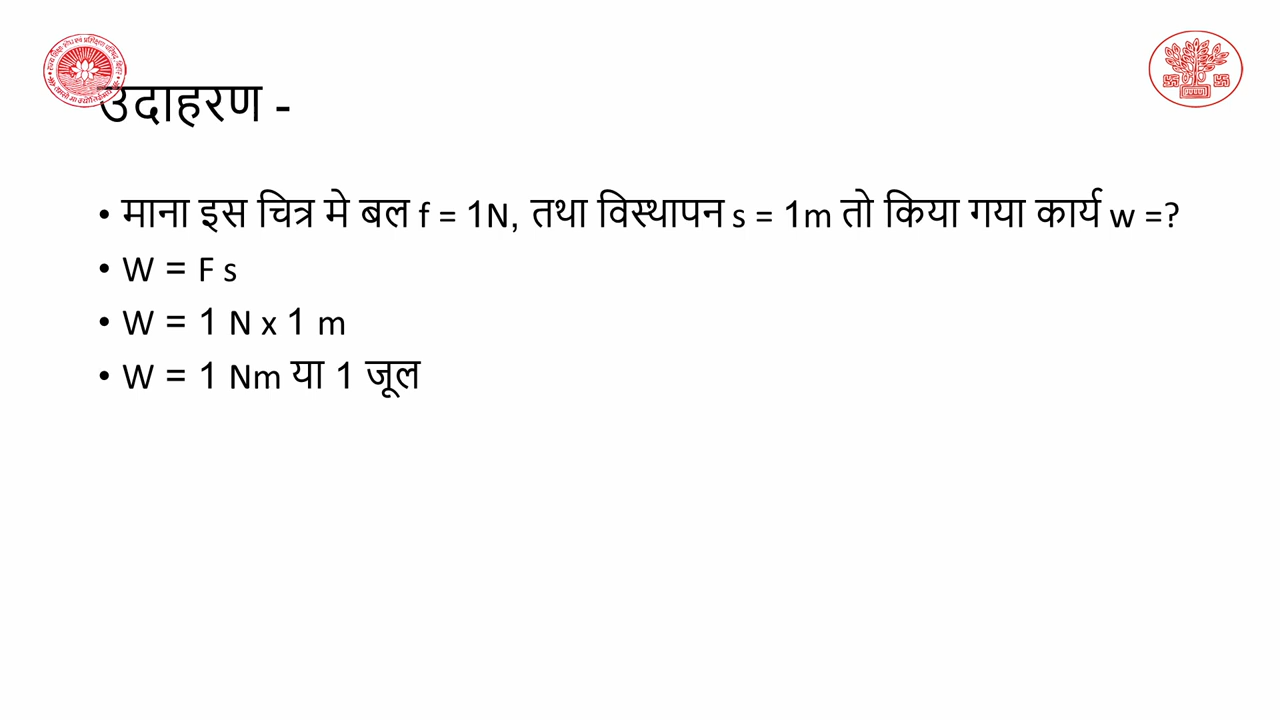 उदाहरण -
• माना इस चित्र मे बल f = 1N, तथा विस्थापन s = 1m तो किया गया कार्य w =?
• W = F s
• W = 1 N x 1 m
• W = 1 Nm या 1 जूल